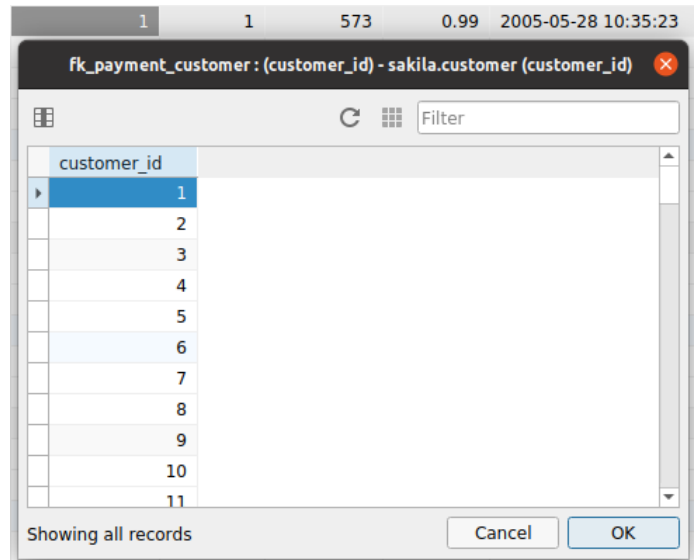 1 1 573 0.99 2005-05-28 10:35:23
fk_payment_customer : (customer_id) - sakila.customer (customer_id)
Filter
customer_id
1
2
3
4
5
6
7
8
9
10
11
Showing all records Cancel OK